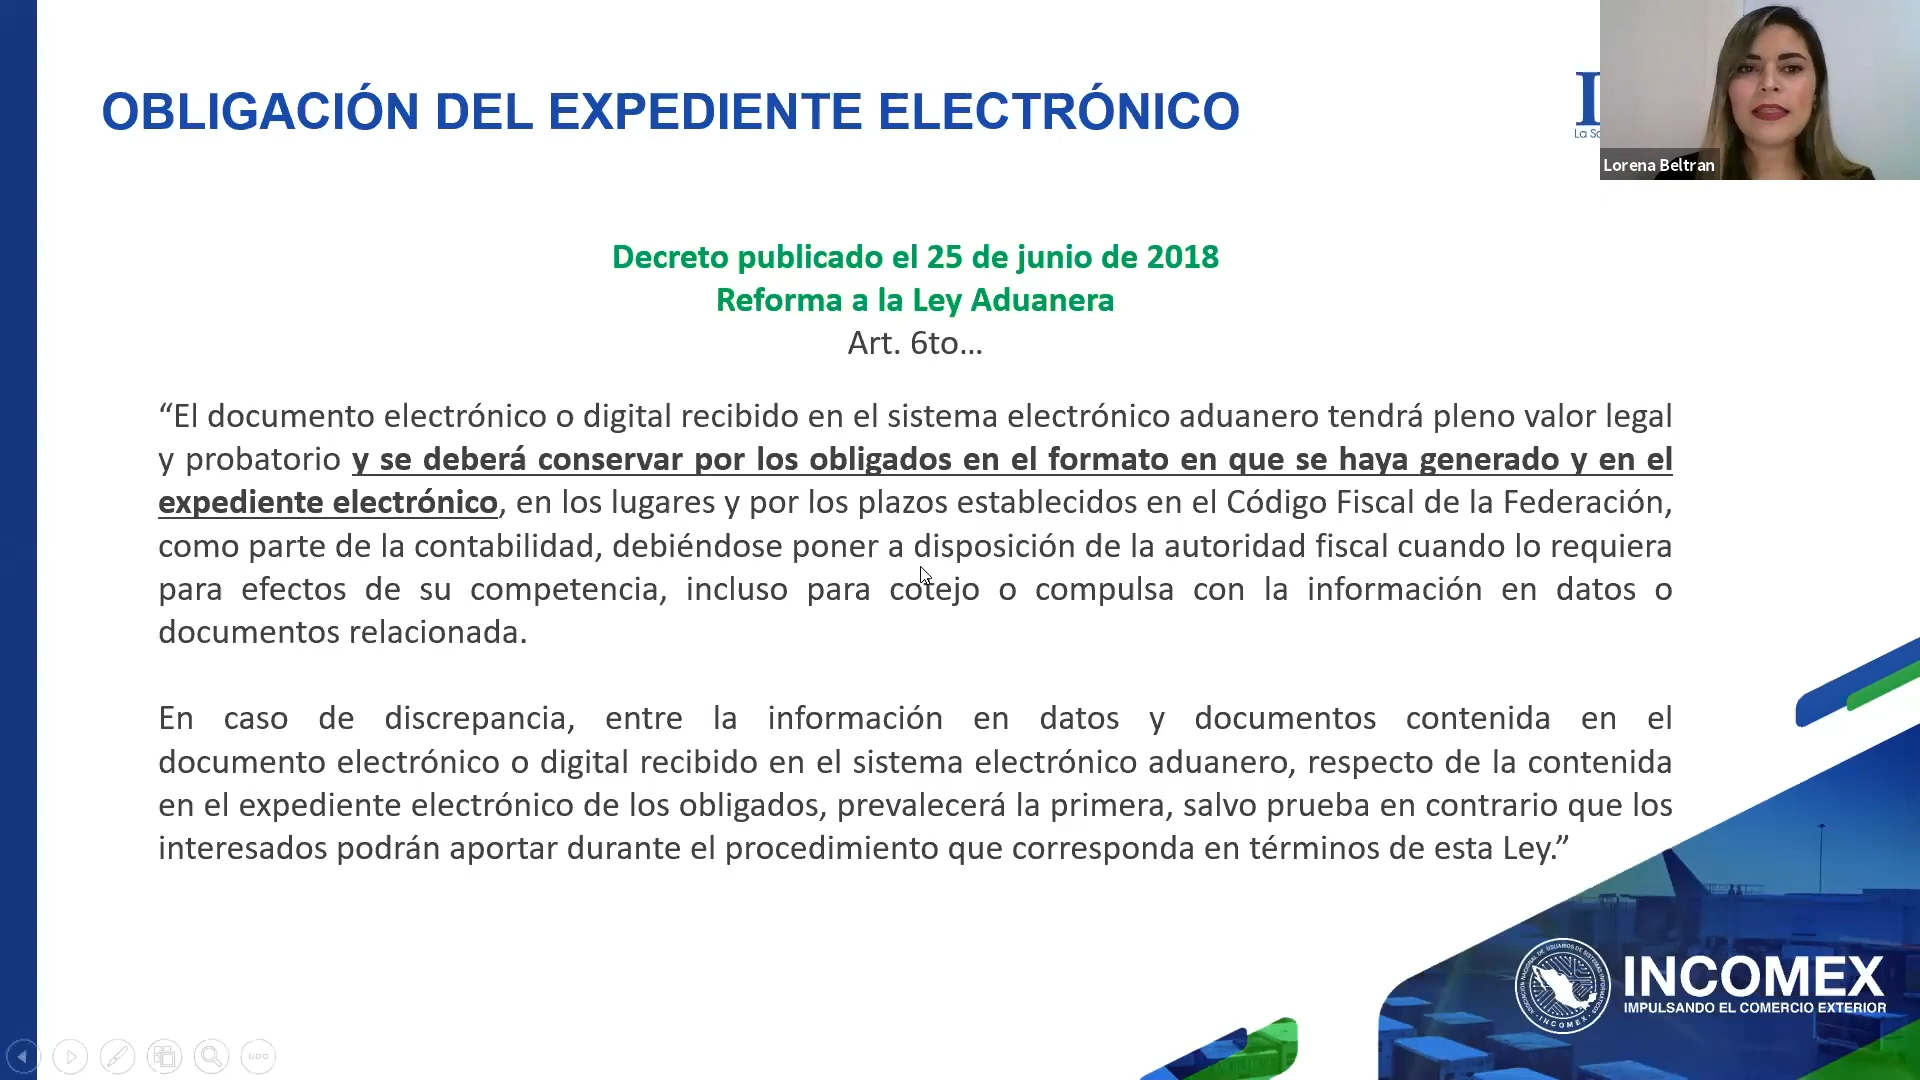 OBLIGACIÓN DEL EXPEDIENTE ELECTRÓNICO
Lorena Beltran
Decreto publicado el 25 de junio de 2018
Reforma a la Ley Aduanera
Art. 6to...
“El documento electrónico o digital recibido en el sistema electrónico aduanero tendrá pleno valor legal
y probatorio y se deberá conservar por los obligados en el formato en que se haya generado y en el
expediente electrónico, en los lugares y por los plazos establecidos en el Código Fiscal de la Federación,
como parte de la contabilidad, debiéndose poner a disposición de la autoridad fiscal cuando lo requiera
para efectos de su competencia, incluso para cotejo o compulsa con la información en datos o
documentos relacionada.
En caso de discrepancia, entre la información en datos y documentos contenida en el
documento electrónico o digital recibido en el sistema electrónico aduanero, respecto de la contenida
en el expediente electrónico de los obligados, prevalecerá la primera, salvo prueba en contrario que los
interesados podrán aportar durante el procedimiento que corresponda en términos de esta Ley.”
INCOMEX
IMPULSANDO EL COMERCIO EXTERIOR